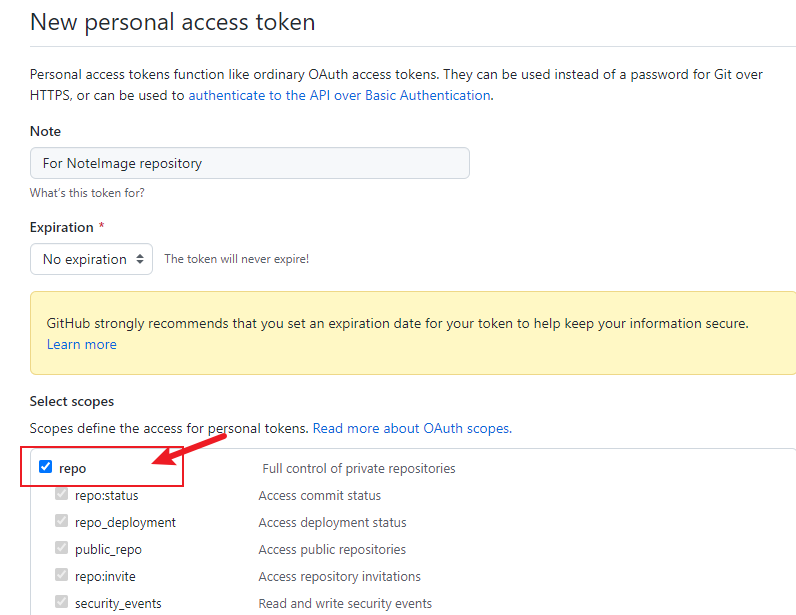 New personal access token
Personal access tokens function like ordinary OAuth access tokens. They can be used instead of a password for Git over
HTTPS, or can be used to authenticate to the API over Basic Authentication.
Note
For NoteImage repository
What's this token for?
Expiration *
No expiration The token will never expire!
GitHub strongly recommends that you set an expiration date for your token to help keep your information secure.
Learn more
Select scopes
Scopes define the access for personal tokens. Read more about OAuth scopes.
repo Full control of private repositories
repo:status Access commit status
repo_deployment Access deployment status
public_repo Access public repositories
repo:invite Access repository invitations
security_events Read and write security events